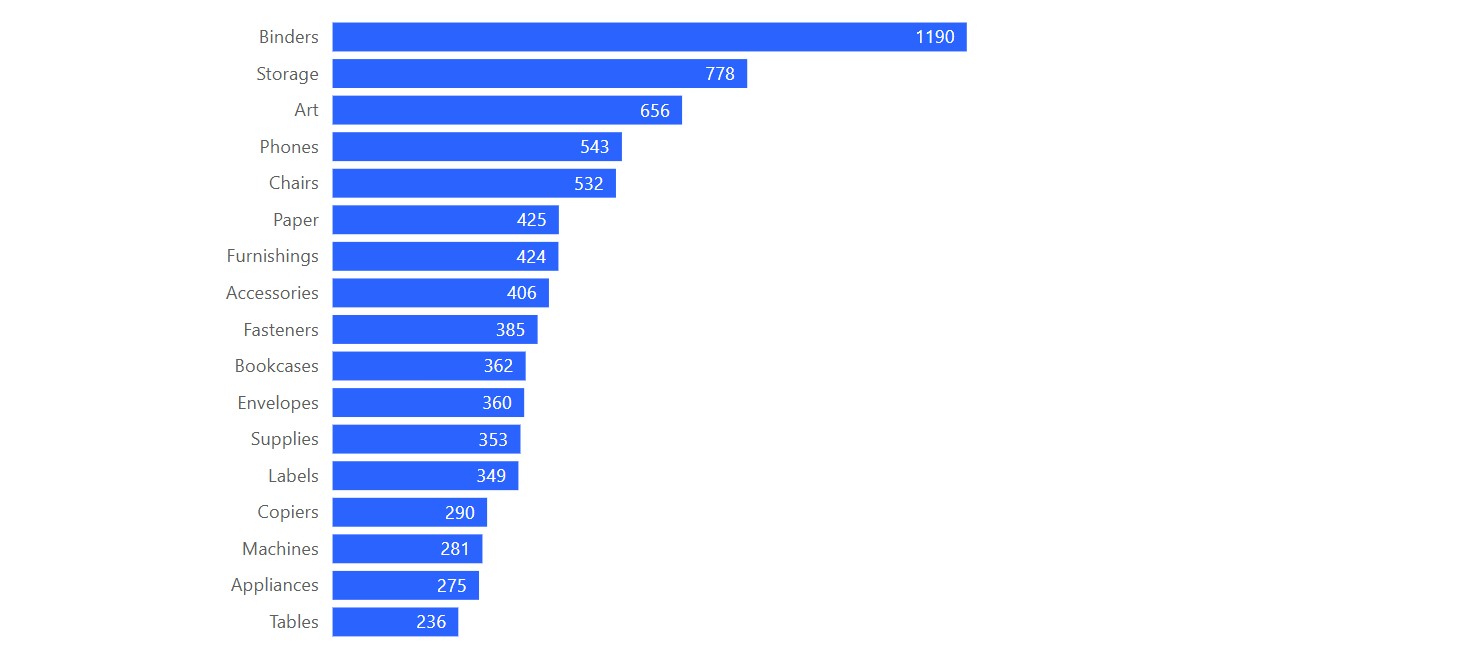 Binders 1190
Storage 778
Art 656
Phones 543
Chairs 532
Paper 425
Furnishings 424
Accessories 406
Fasteners 385
Bookcases 362
Envelopes 360
Supplies 353
Labels 349
Copiers 290
Machines 281
Appliances 275
Tables 236